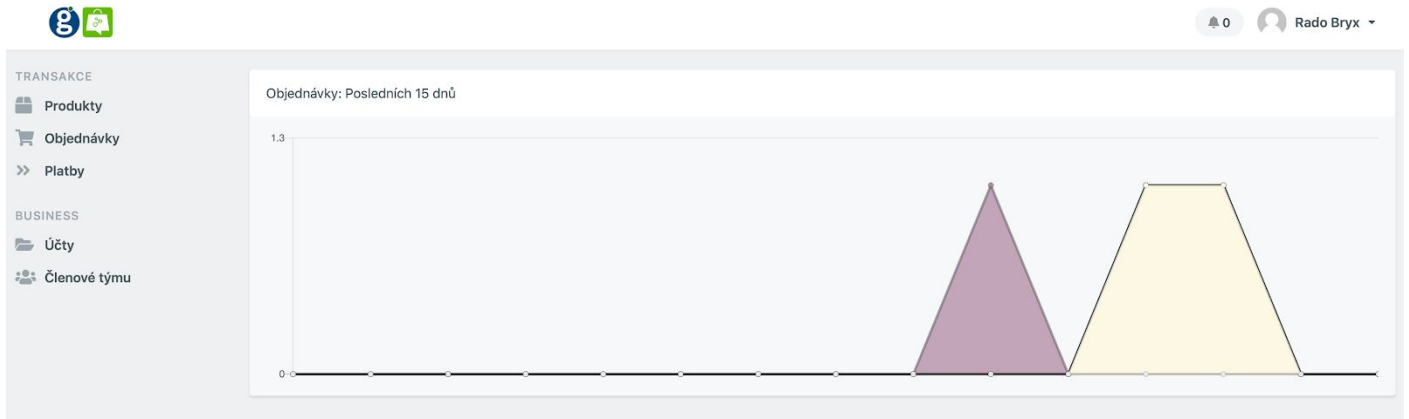 g
0
Rado Bryx
TRANSAKCE
Produkty
Objednávky
Platby
BUSINESS
Účty
Členové týmu
Objednávky: Posledních 15 dnů
1.3
0